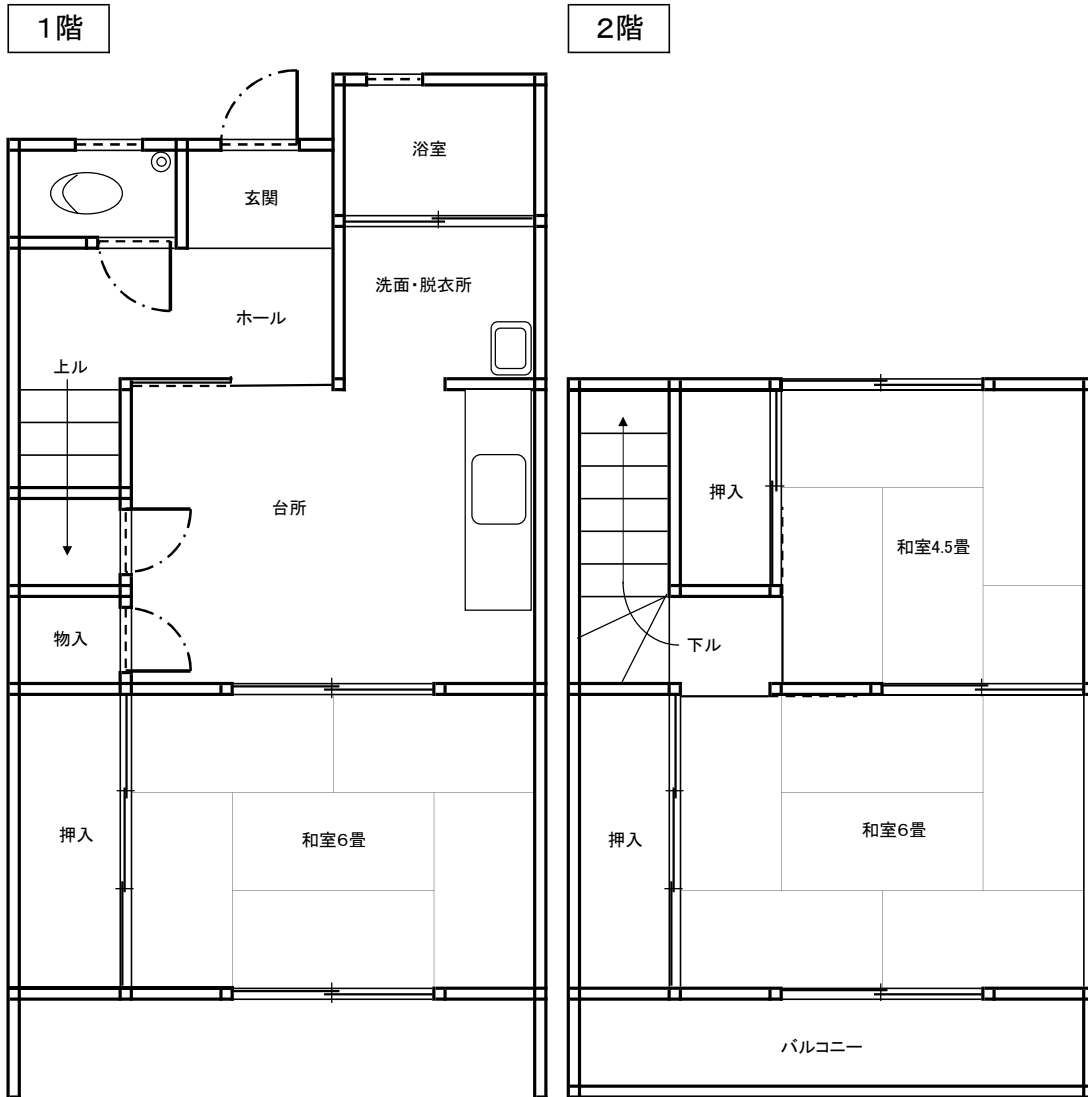 1階
浴室
玄関
洗面・脱衣所
ホール
上ル
台所
物入
押入
和室6畳
2階
押入
和室4.5畳
下ル
押入
和室6畳
バルコニー